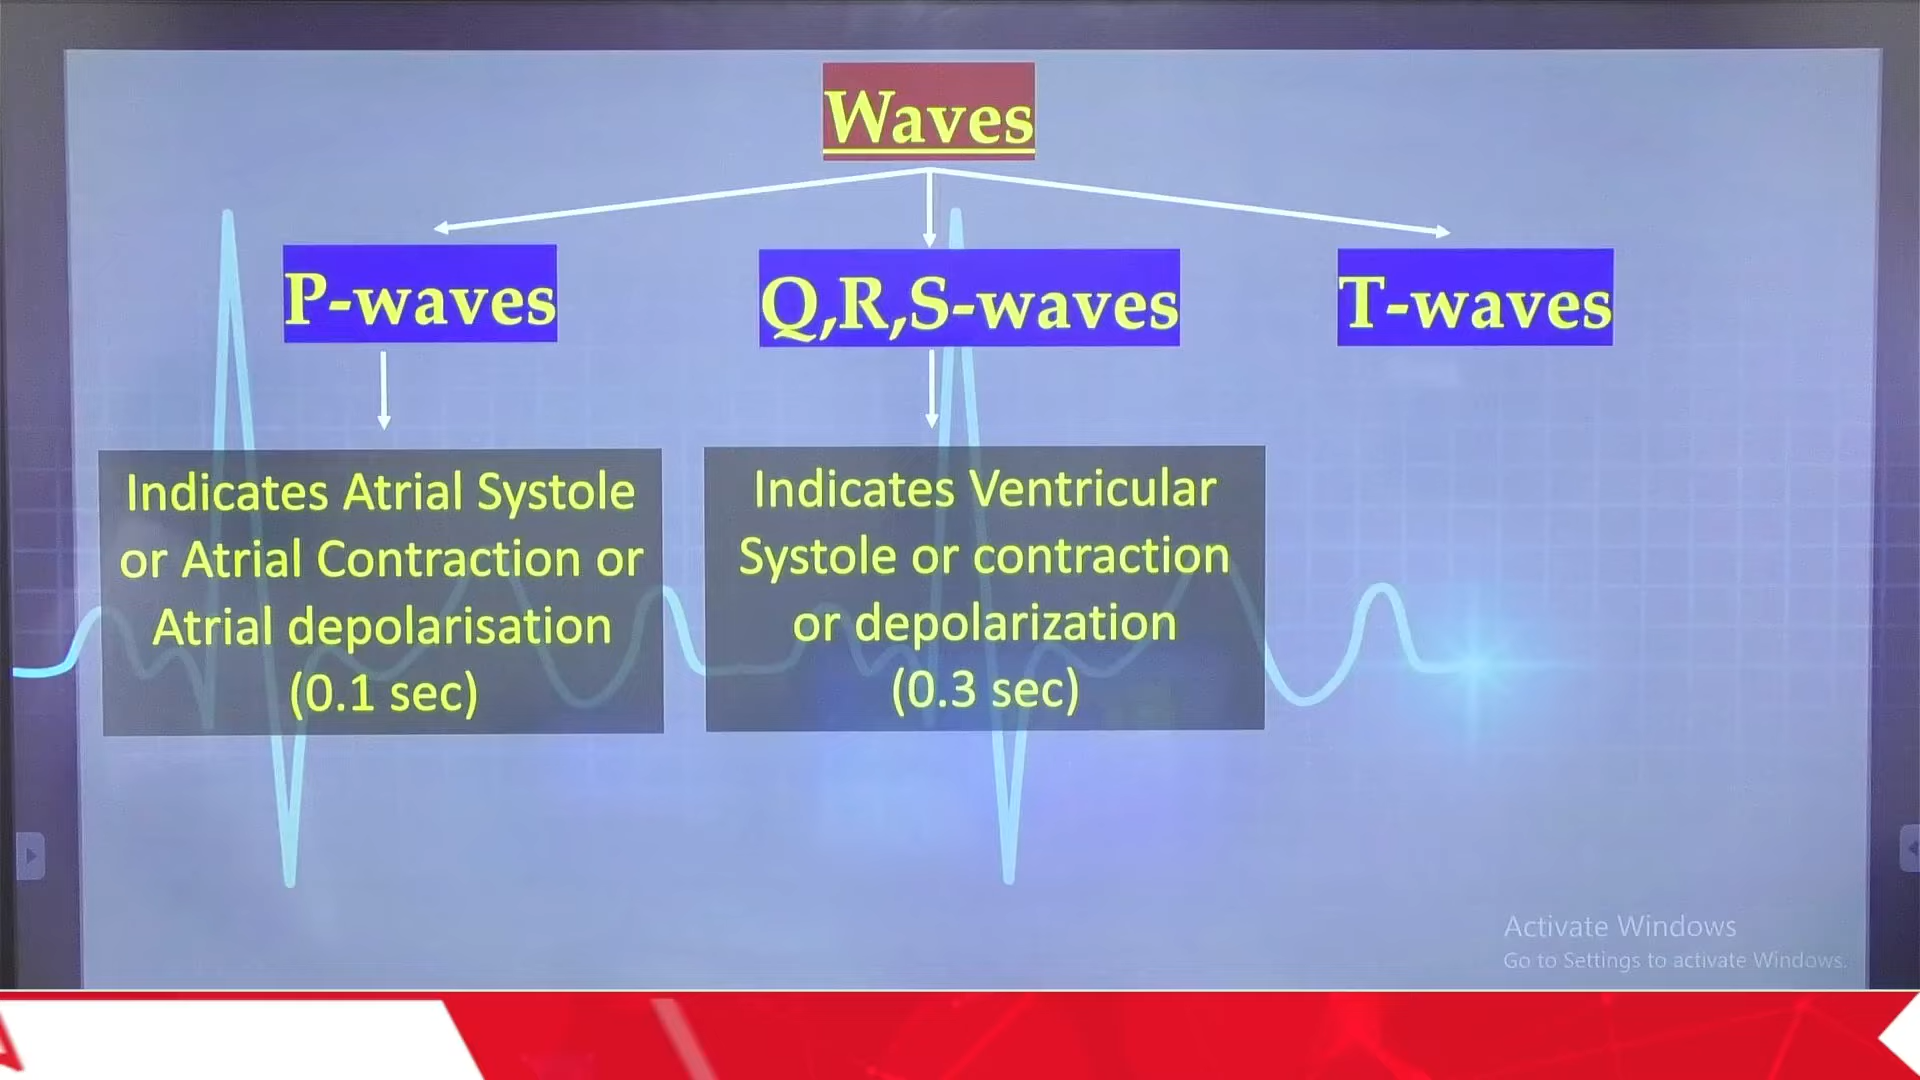 Waves
P-waves
Q,R,S-waves
T-waves
Indicates Atrial Systole
or Atrial Contraction or
Atrial depolarisation
(0.1 sec)
Indicates Ventricular
Systole or contraction
or depolarization
(0.3 sec)
Activate Windows
Go to Settings to activate Windows.